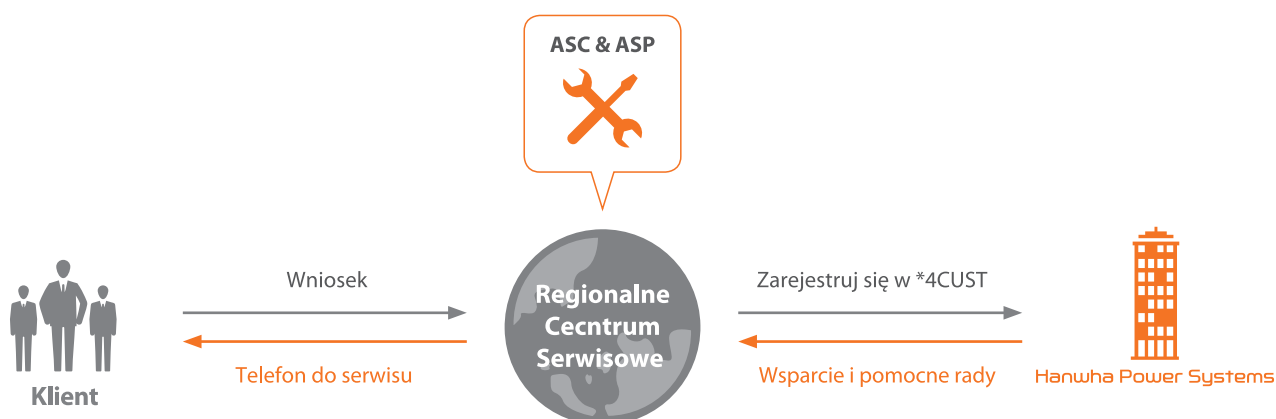 ASC & ASP
Wniosek
Zarejestruj się w *4CUST
Regionalne
Cecntrum
Serwisowe
Telefon do serwisu
Wsparcie i pomocne rady
Klient
Hanwha Power Systems